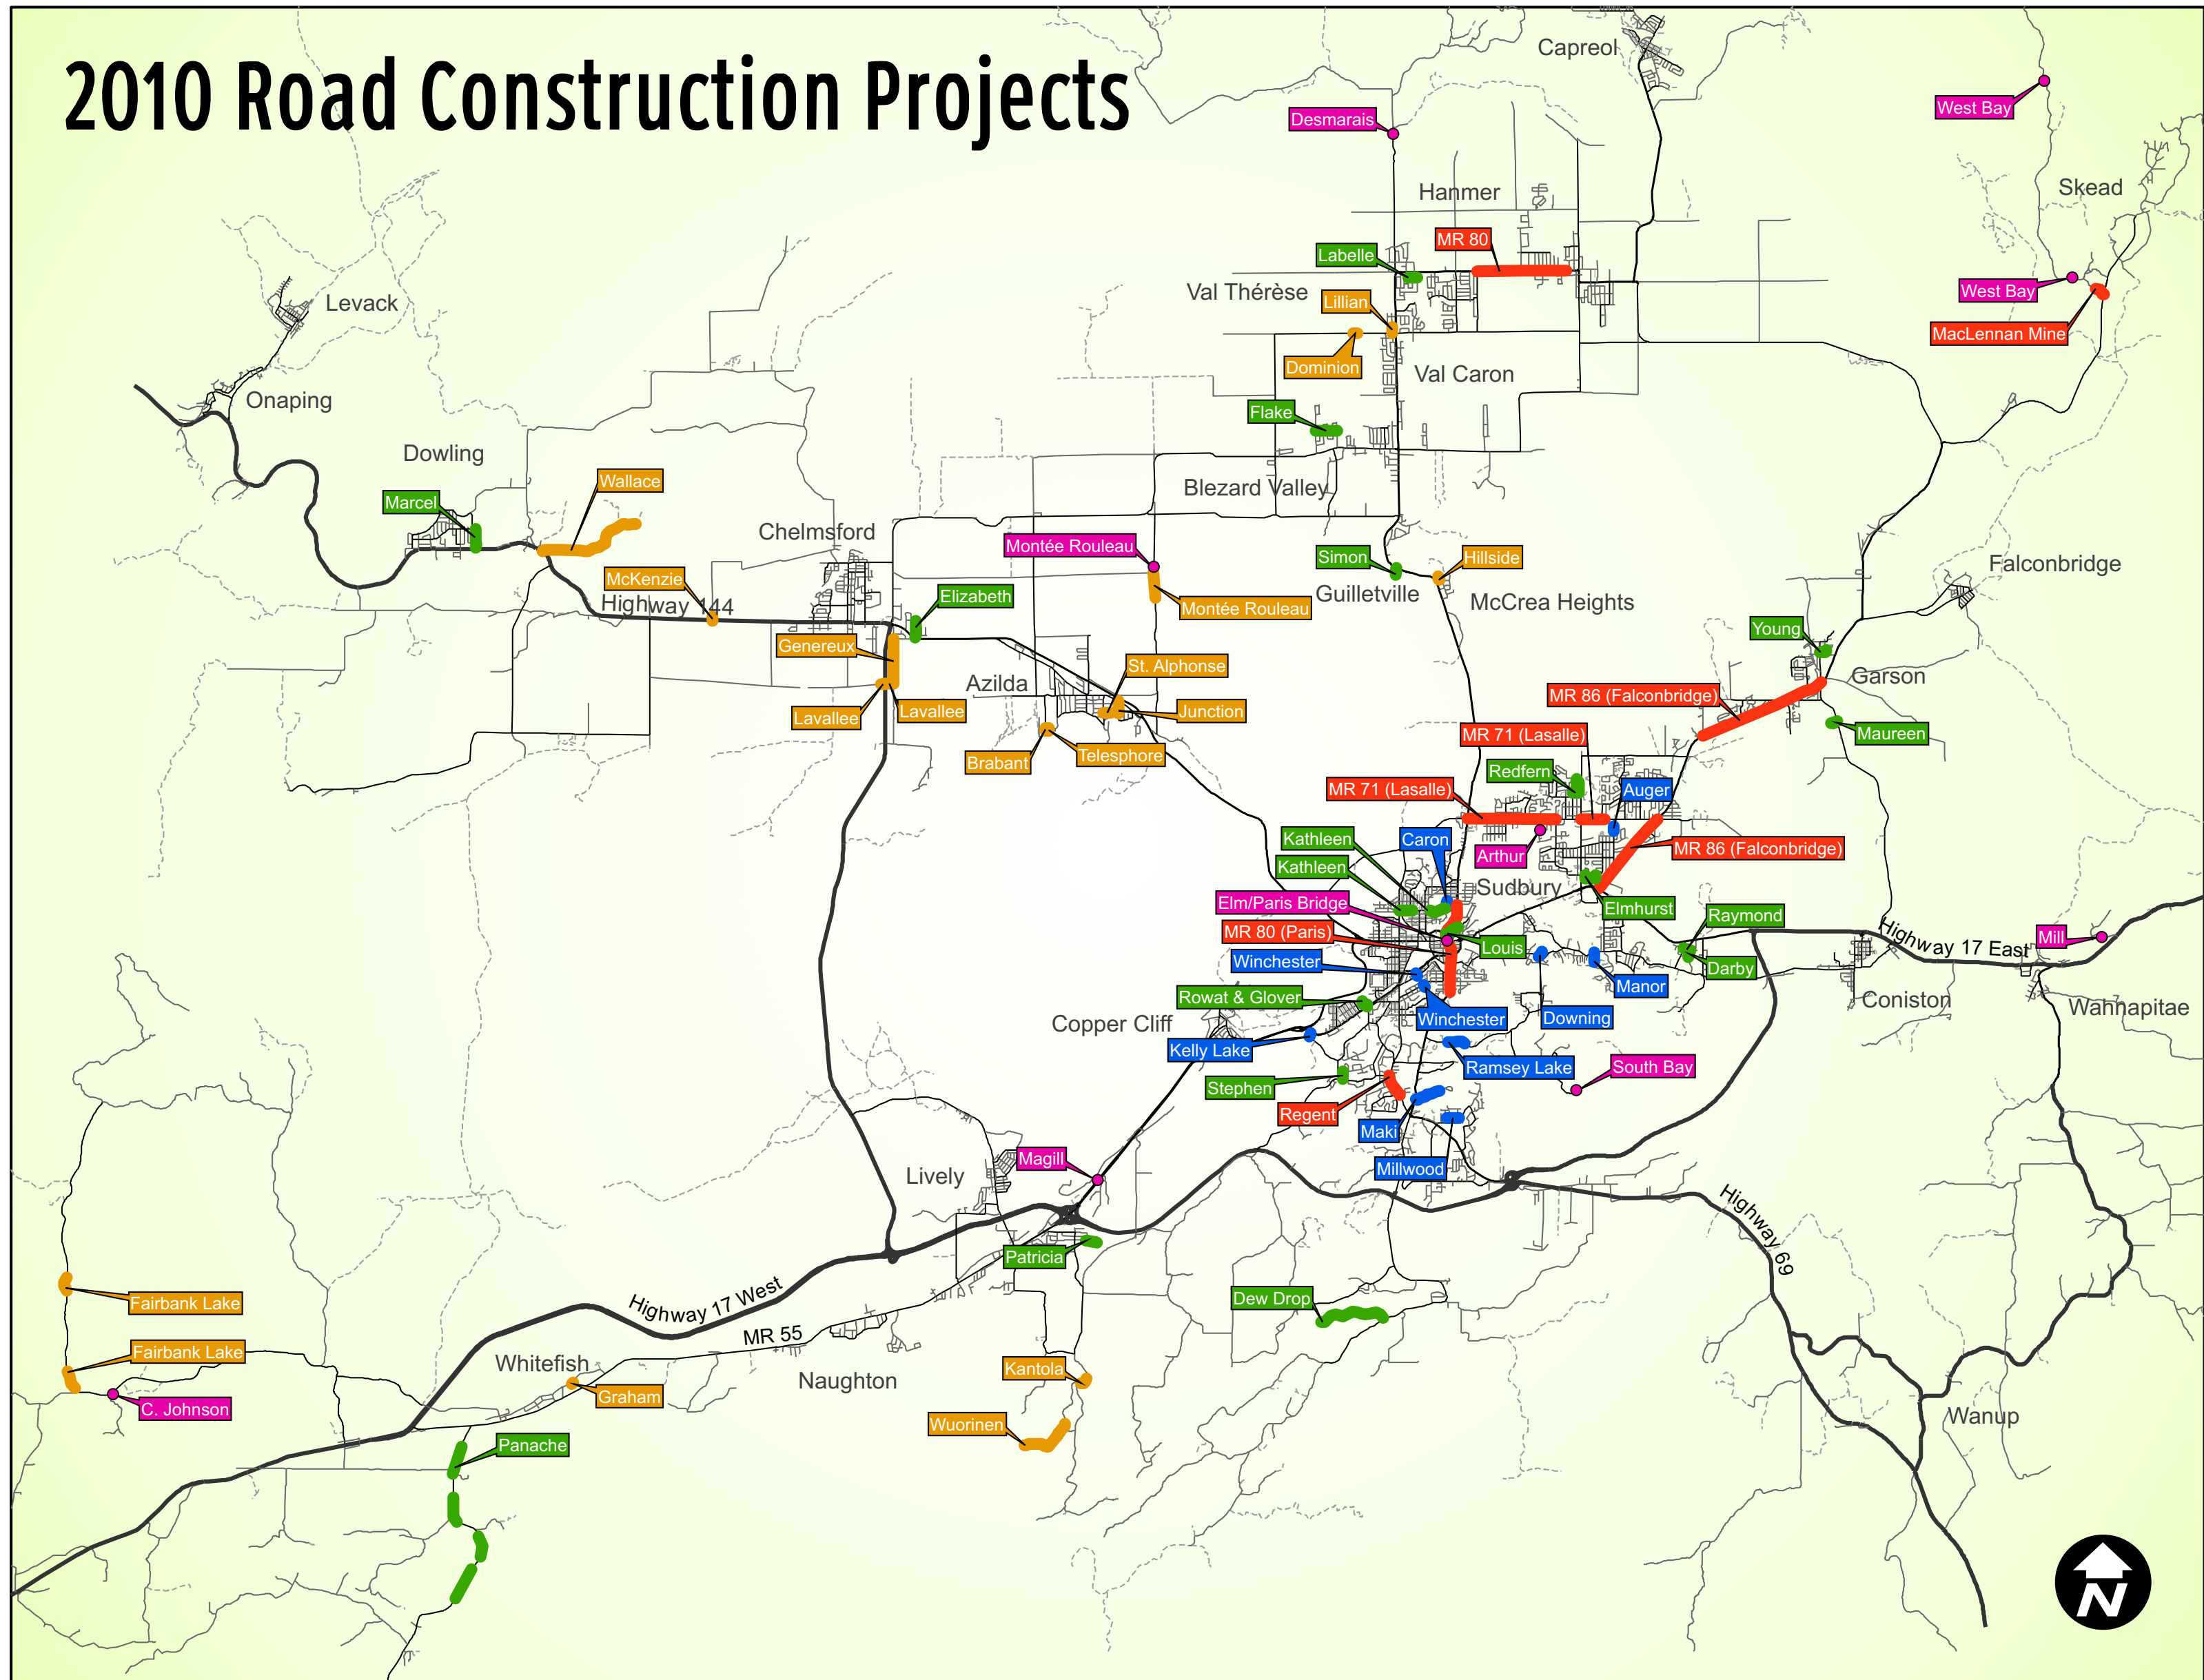 2010 Road Construction Projects
Capreol
West Bay
Desmarais
Hanmer
Skead
MR 80
Labelle
Val Thérèse
West Bay
Lillian
Levack
MacLennan Mine
Dominion
Val Caron
Onaping
Flake
Dowling
Wallace
Blezard Valley
Marcel
Chelmsford
Montée Rouleau
Simon
Hillside
Falconbridge
McKenzie
Highway 144
Elizabeth
Guilletville
McCrea Heights
Montée Rouleau
Young
Genereux
St. Alphonse
Azilda
Garson
MR 86 (Falconbridge)
Lavallee
Lavallee
Junction
MR 71 (Lasalle)
Maureen
Brabant
Telesphore
Redfern
MR 71 (Lasalle)
Auger
Kathleen
Caron
Arthur
MR 86 (Falconbridge)
Kathleen
Sudbury
Elm/Paris Bridge
Elmhurst
Raymond
MR 80 (Paris)
Louis
Highway 17 East
Mill
Winchester
Darby
Manor
Rowat & Glover
Coniston
Wahnapitae
Copper Cliff
Winchester
Downing
Kelly Lake
Ramsey Lake
South Bay
Stephen
Regent
Maki
Magill
Millwood
Lively
Highway 69
Patricia
Fairbank Lake
Highway 17 West
Dew Drop
MR 55
Fairbank Lake
Whitefish
Naughton
Kantola
Graham
C. Johnson
Wuorinen
Wanup
Panache
N